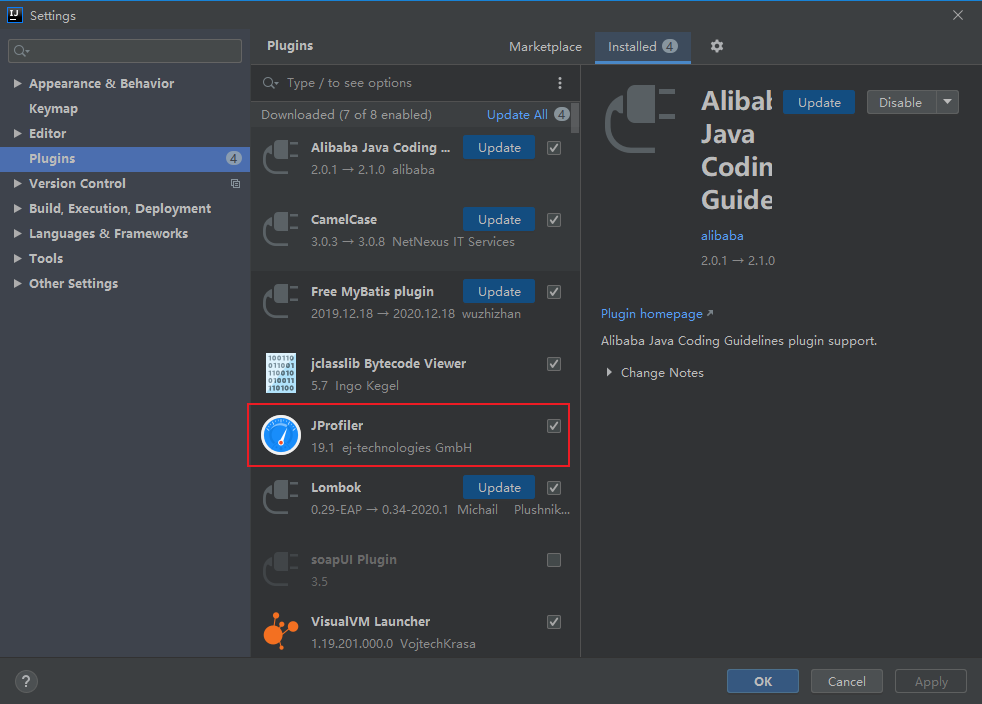 Settings
Appearance & Behavior
Keymap
Editor
Plugins 4
Version Control
Build, Execution, Deployment
Languages & Frameworks
Tools
Other Settings
Plugins
Marketplace
Installed 4
Type / to see options
Downloaded (7 of 8 enabled) Update All 4
Alibaba Java Coding ... Update
2.0.1 → 2.1.0 alibaba
CamelCase Update
3.0.3 → 3.0.8 NetNexus IT Services
Free MyBatis plugin Update
2019.12.18 → 2020.12.18 wuzhizhan
jclasslib Bytecode Viewer
5.7 Ingo Kegel
JProfiler
19.1 ej-technologies GmbH
Lombok Update
0.29-EAP → 0.34-2020.1 Michail Plushnik...
soapUI Plugin
3.5
VisualVM Launcher
1.19.201.000.0 VojtechKrasa
Alibab
Java
Codin
Guide
Update Disable
alibaba
2.0.1 → 2.1.0
Plugin homepage ↗
Alibaba Java Coding Guidelines plugin support.
Change Notes
?
OK Cancel Apply